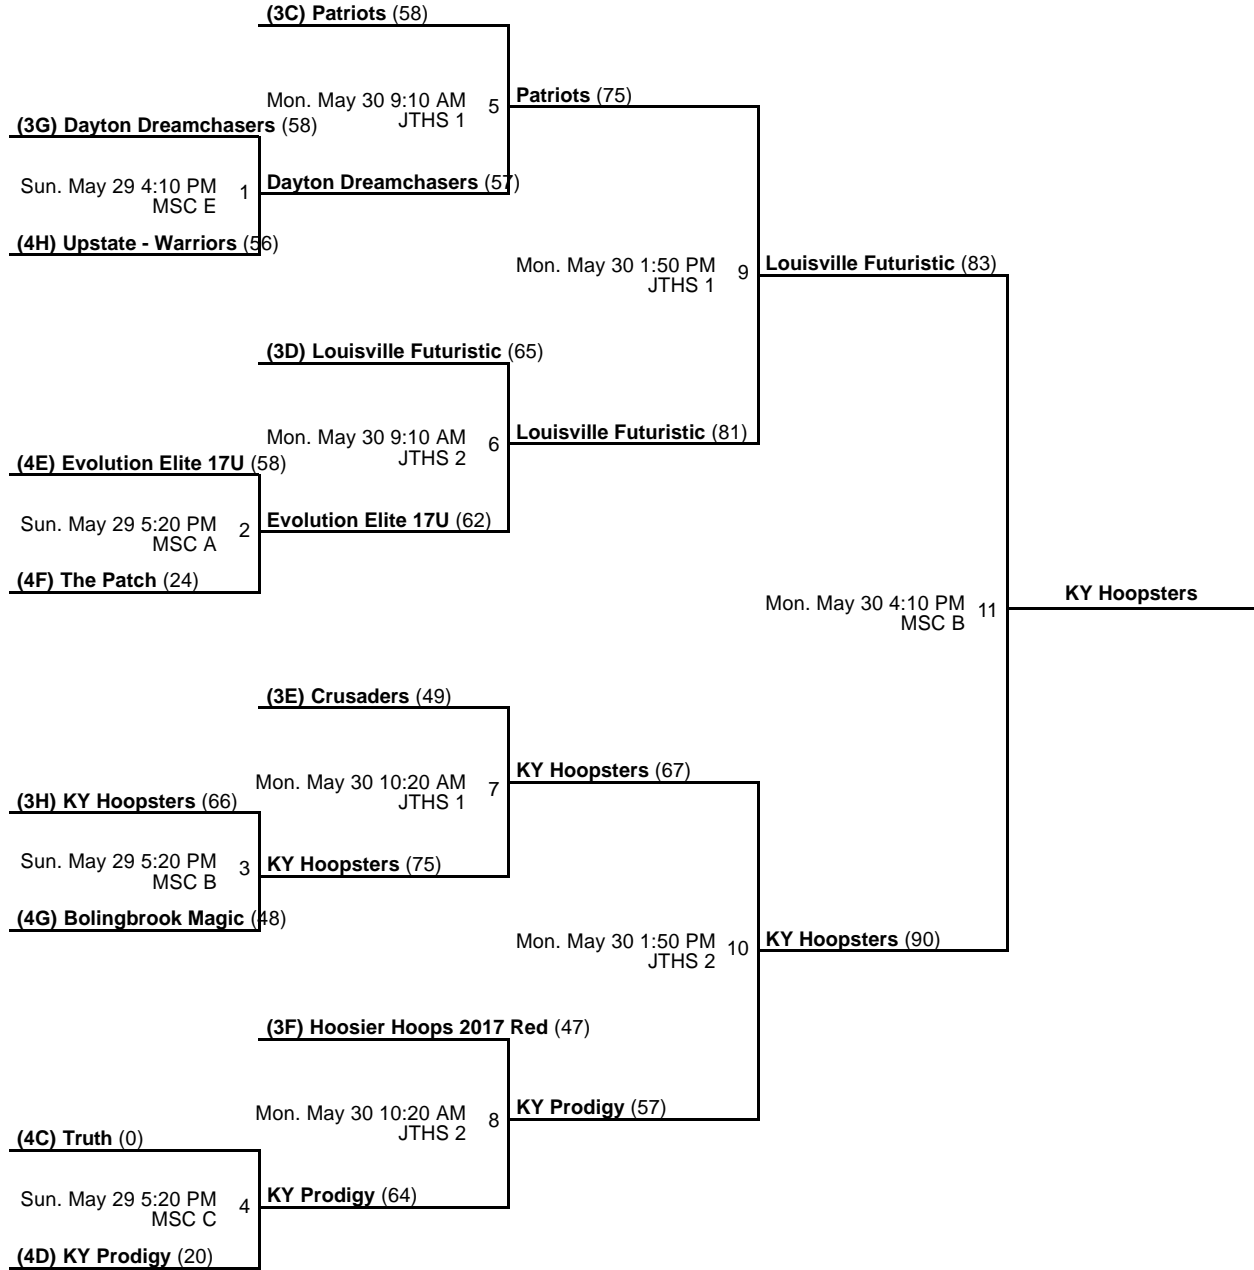 (3C) Patriots (58)
Mon. May 30 9:10 AM
JTHS 1
5
Patriots (75)
(3G) Dayton Dreamchasers (58)
Sun. May 29 4:10 PM
MSC E
1
Dayton Dreamchasers (57)
(4H) Upstate - Warriors (56)
Mon. May 30 1:50 PM
JTHS 1
9
Louisville Futuristic (83)
(3D) Louisville Futuristic (65)
Mon. May 30 9:10 AM
JTHS 2
6
Louisville Futuristic (81)
(4E) Evolution Elite 17U (58)
Sun. May 29 5:20 PM
MSC A
2
Evolution Elite 17U (62)
(4F) The Patch (24)
Mon. May 30 4:10 PM
MSC B
11
KY Hoopsters
(3E) Crusaders (49)
Mon. May 30 10:20 AM
JTHS 1
7
KY Hoopsters (67)
(3H) KY Hoopsters (66)
Sun. May 29 5:20 PM
MSC B
3
KY Hoopsters (75)
(4G) Bolingbrook Magic (48)
Mon. May 30 1:50 PM
JTHS 2
10
KY Hoopsters (90)
(3F) Hoosier Hoops 2017 Red (47)
Mon. May 30 10:20 AM
JTHS 2
8
KY Prodigy (57)
(4C) Truth (0)
Sun. May 29 5:20 PM
MSC C
4
KY Prodigy (64)
(4D) KY Prodigy (20)